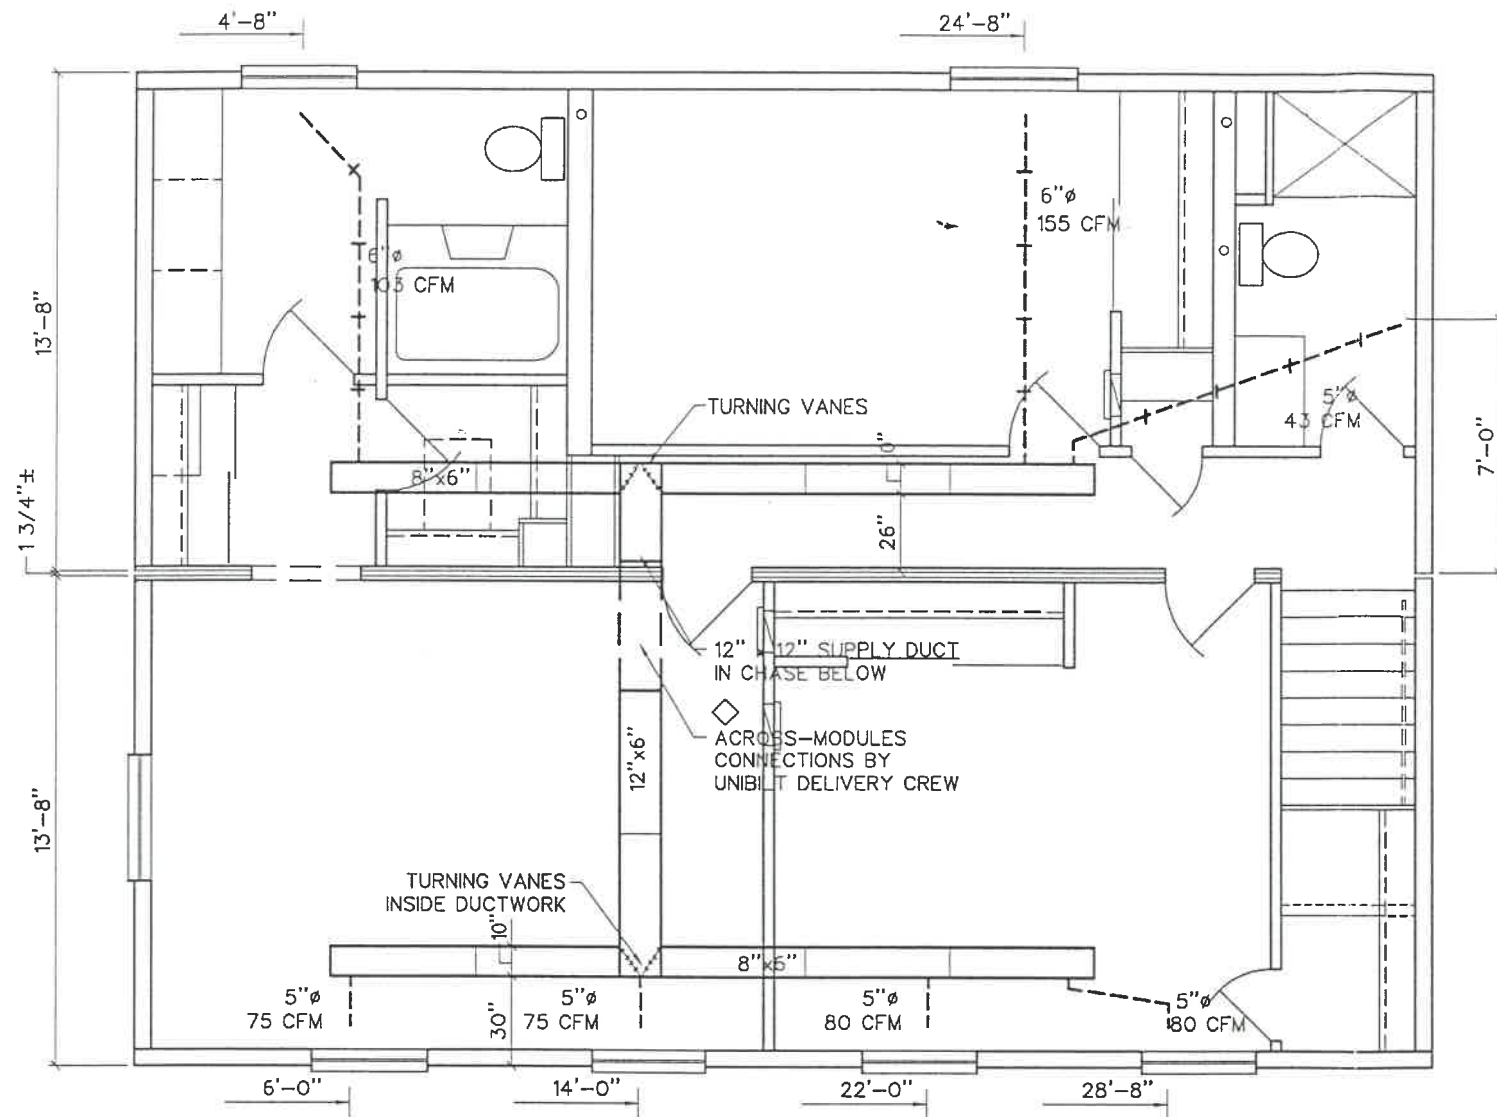 4'-8"
24'-8"
13'-8"
6"ø
155 CFM
6"ø
103 CFM
5"ø
43 CFM
7'-0"
TURNING VANES
8"x6"
1 3/4"±
26"
12" x 12" SUPPLY DUCT
IN CHASE BELOW
ACROSS-MODULES
CONNECTIONS BY
UNIBILT DELIVERY CREW
12"x6"
13'-8"
TURNING VANES
INSIDE DUCTWORK
10"
8"x6"
30"
5"ø
75 CFM
5"ø
75 CFM
5"ø
80 CFM
5"ø
80 CFM
6'-0"
14'-0"
22'-0"
28'-8"